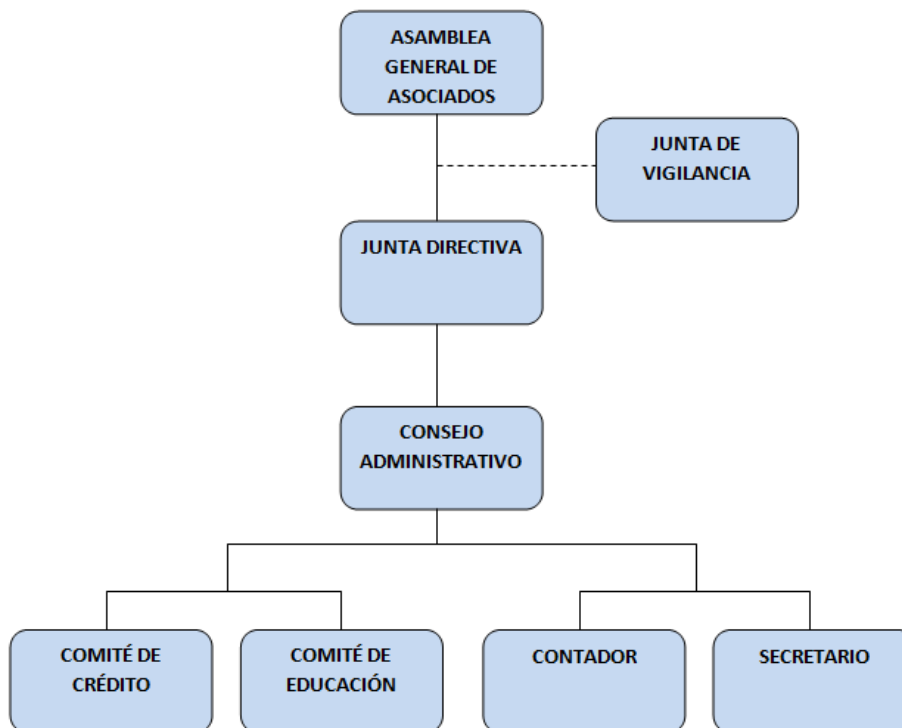 ASAMBLEA
GENERAL DE
ASOCIADOS
JUNTA DE
VIGILANCIA
JUNTA DIRECTIVA
CONSEJO
ADMINISTRATIVO
COMITÉ DE
CRÉDITO
COMITÉ DE
EDUCACIÓN
CONTADOR
SECRETARIO